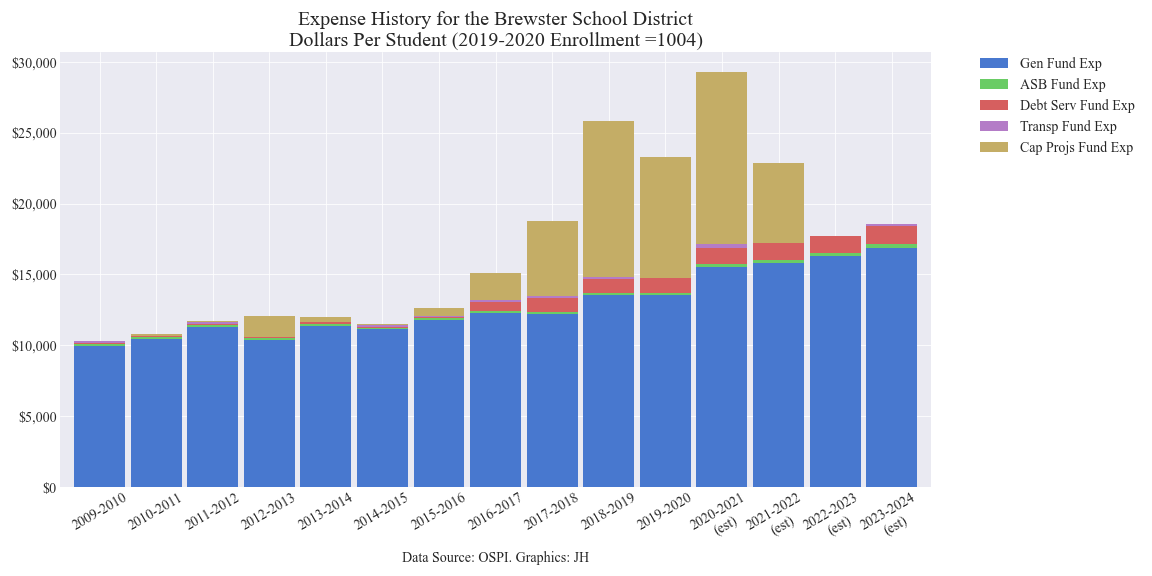 Expense History for the Brewster School District
Dollars Per Student (2019-2020 Enrollment =1004)
$30,000
$25,000
$20,000
$15,000
$10,000
$5,000
$0
Gen Fund Exp
ASB Fund Exp
Debt Serv Fund Exp
Transp Fund Exp
Cap Projs Fund Exp
2009-2010
2010-2011
2011-2012
2012-2013
2013-2014
2014-2015
2015-2016
2016-2017
2017-2018
2018-2019
2019-2020
2020-2021
(est)
2021-2022
(est)
2022-2023
(est)
2023-2024
(est)
Data Source: OSPI. Graphics: JH